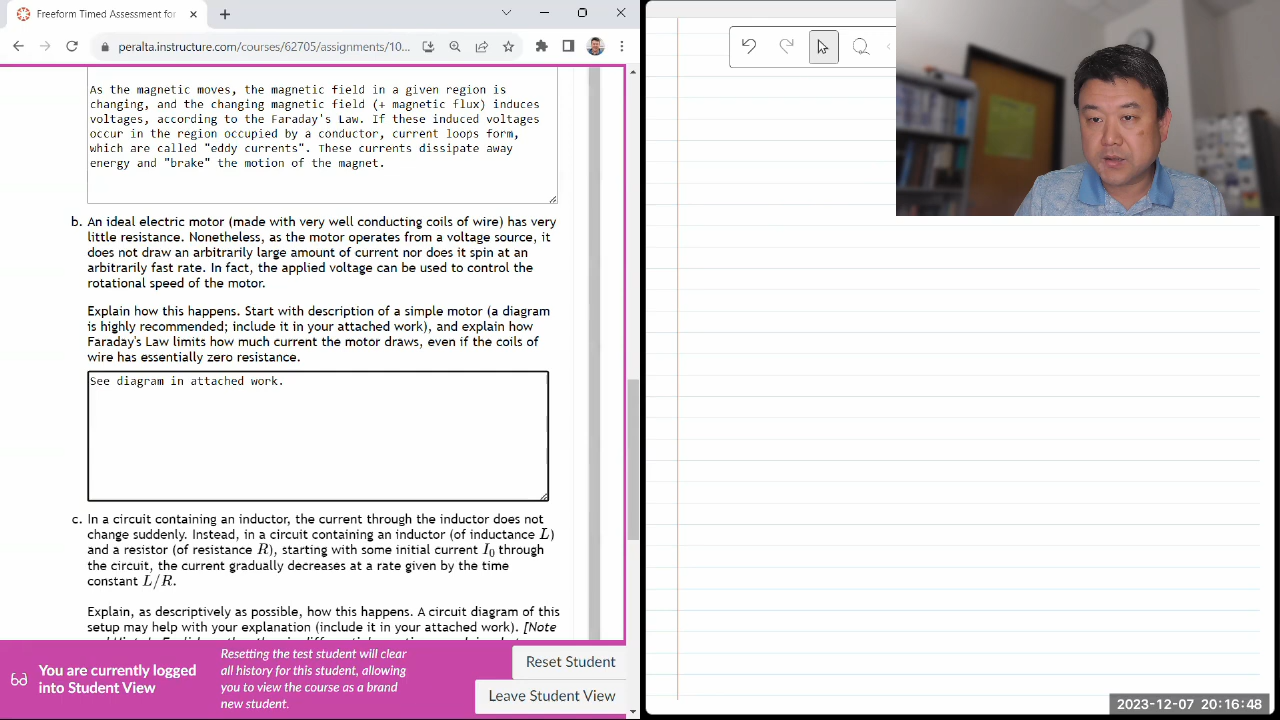 Freeform Timed Assessment for
peralta.instructure.com/courses/62705/assignments/10...
As the magnetic moves, the magnetic field in a given region is
changing, and the changing magnetic field (+ magnetic flux) induces
voltages, according to the Faraday's Law. If these induced voltages
occur in the region occupied by a conductor, current loops form,
which are called "eddy currents". These currents dissipate away
energy and "brake" the motion of the magnet.
b. An ideal electric motor (made with very well conducting coils of wire) has very
little resistance. Nonetheless, as the motor operates from a voltage source, it
does not draw an arbitrarily large amount of current nor does it spin at an
arbitrarily fast rate. In fact, the applied voltage can be used to control the
rotational speed of the motor.
Explain how this happens. Start with description of a simple motor (a diagram
is highly recommended; include it in your attached work), and explain how
Faraday's Law limits how much current the motor draws, even if the coils of
wire has essentially zero resistance.
See diagram in attached work.
c. In a circuit containing an inductor, the current through the inductor does not
change suddenly. Instead, in a circuit containing an inductor (of inductance L)
and a resistor (of resistance R), starting with some initial current I₀ through
the circuit, the current gradually decreases at a rate given by the time
constant L/R.
Explain, as descriptively as possible, how this happens. A circuit diagram of this
setup may help with your explanation (include it in your attached work). [Note
You are currently logged
into Student View
Resetting the test student will clear
all history for this student, allowing
you to view the course as a brand
new student.
Reset Student
Leave Student View
2023-12-07 20:16:48